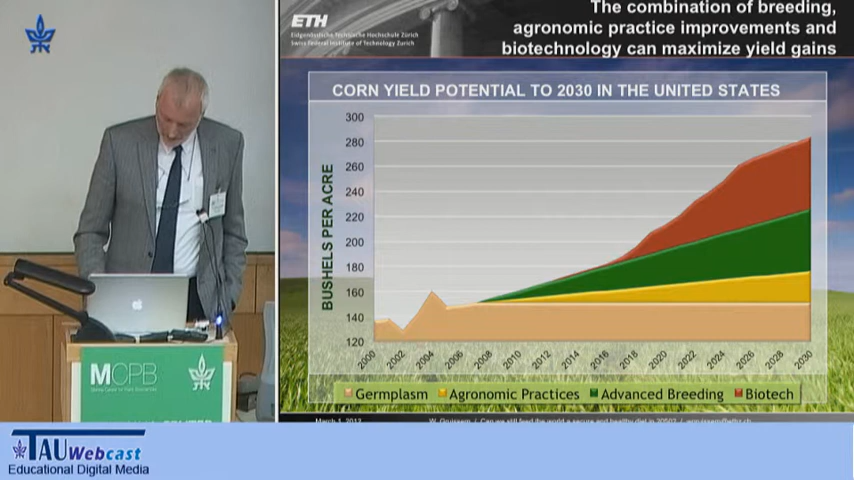 ETH
Eidgenössische Technische Hochschule Zürich
Swiss Federal Institute of Technology Zurich
The combination of breeding,
agronomic practice improvements and
biotechnology can maximize yield gains
CORN YIELD POTENTIAL TO 2030 IN THE UNITED STATES
BUSHELS PER ACRE
300
280
260
240
220
200
180
160
140
120
2000 2002 2004 2006 2008 2010 2012 2014 2016 2018 2020 2022 2024 2026 2028 2030
Germplasm Agronomic Practices Advanced Breeding Biotech
MCPB
TAU Webcast
Educational Digital Media